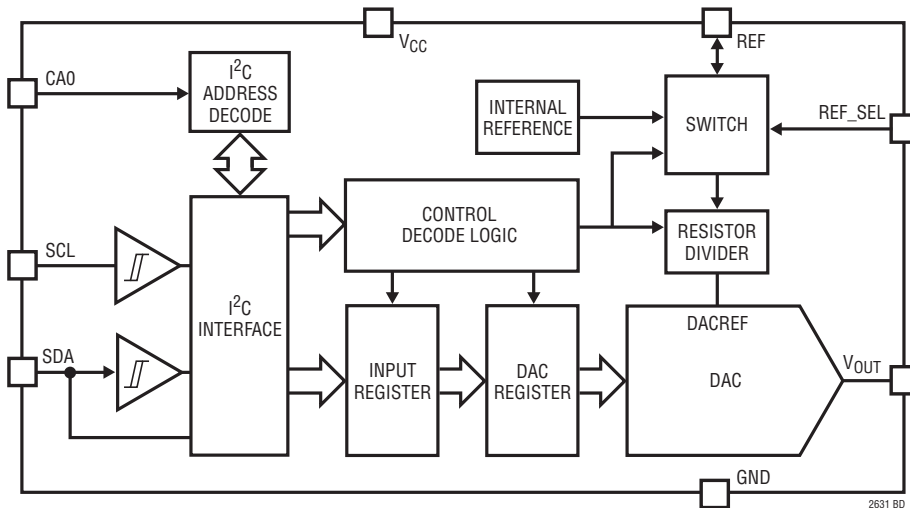 VCC
REF
CA0
I2C
ADDRESS
DECODE
INTERNAL
REFERENCE
SWITCH
REF_SEL
CONTROL
DECODE LOGIC
RESISTOR
DIVIDER
SCL
I2C
INTERFACE
SDA
INPUT
REGISTER
DAC
REGISTER
DACREF
DAC
VOUT
GND
2631 BD